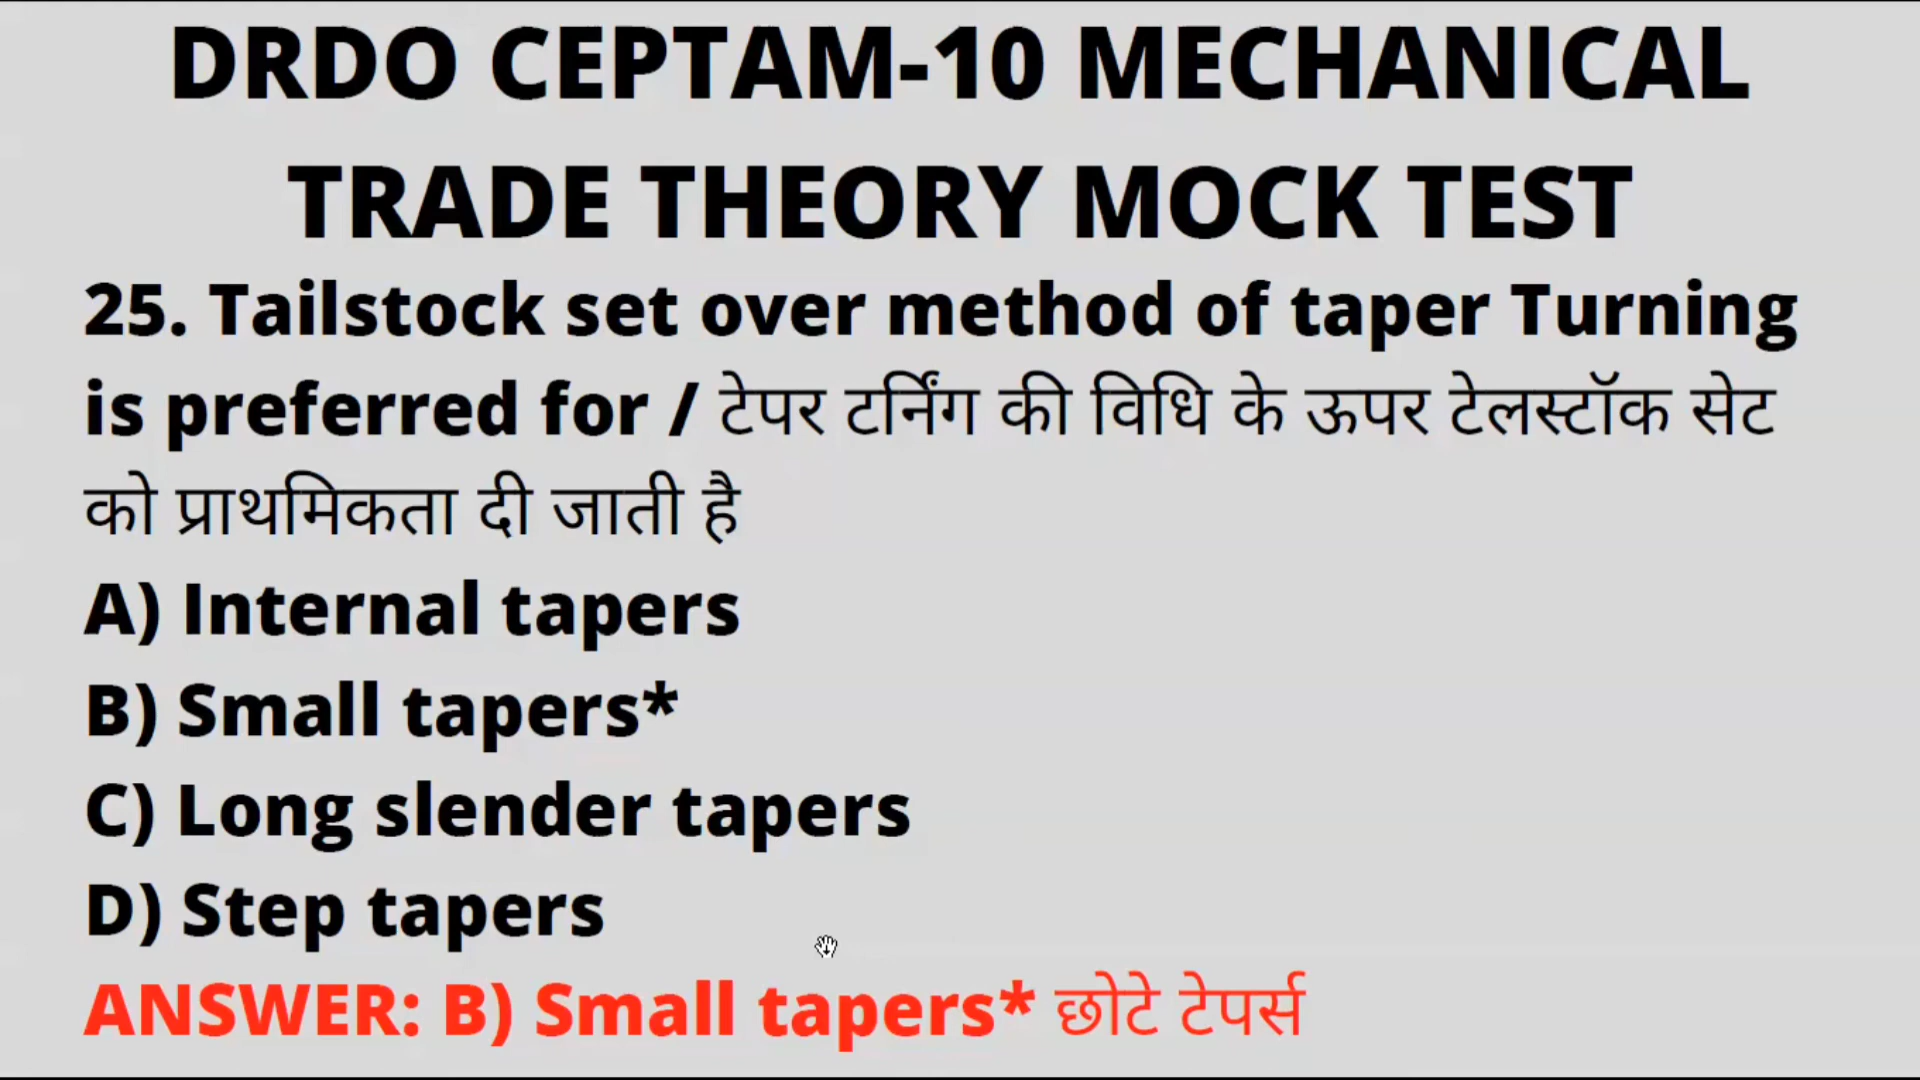 DRDO CEPTAM-10 MECHANICAL
TRADE THEORY MOCK TEST
25. Tailstock set over method of taper Turning
is preferred for / टेपर टर्निंग की विधि के ऊपर टेलस्टॉक सेट
को प्राथमिकता दी जाती है
A) Internal tapers
B) Small tapers*
C) Long slender tapers
D) Step tapers
ANSWER: B) Small tapers* छोटे टेपर्स